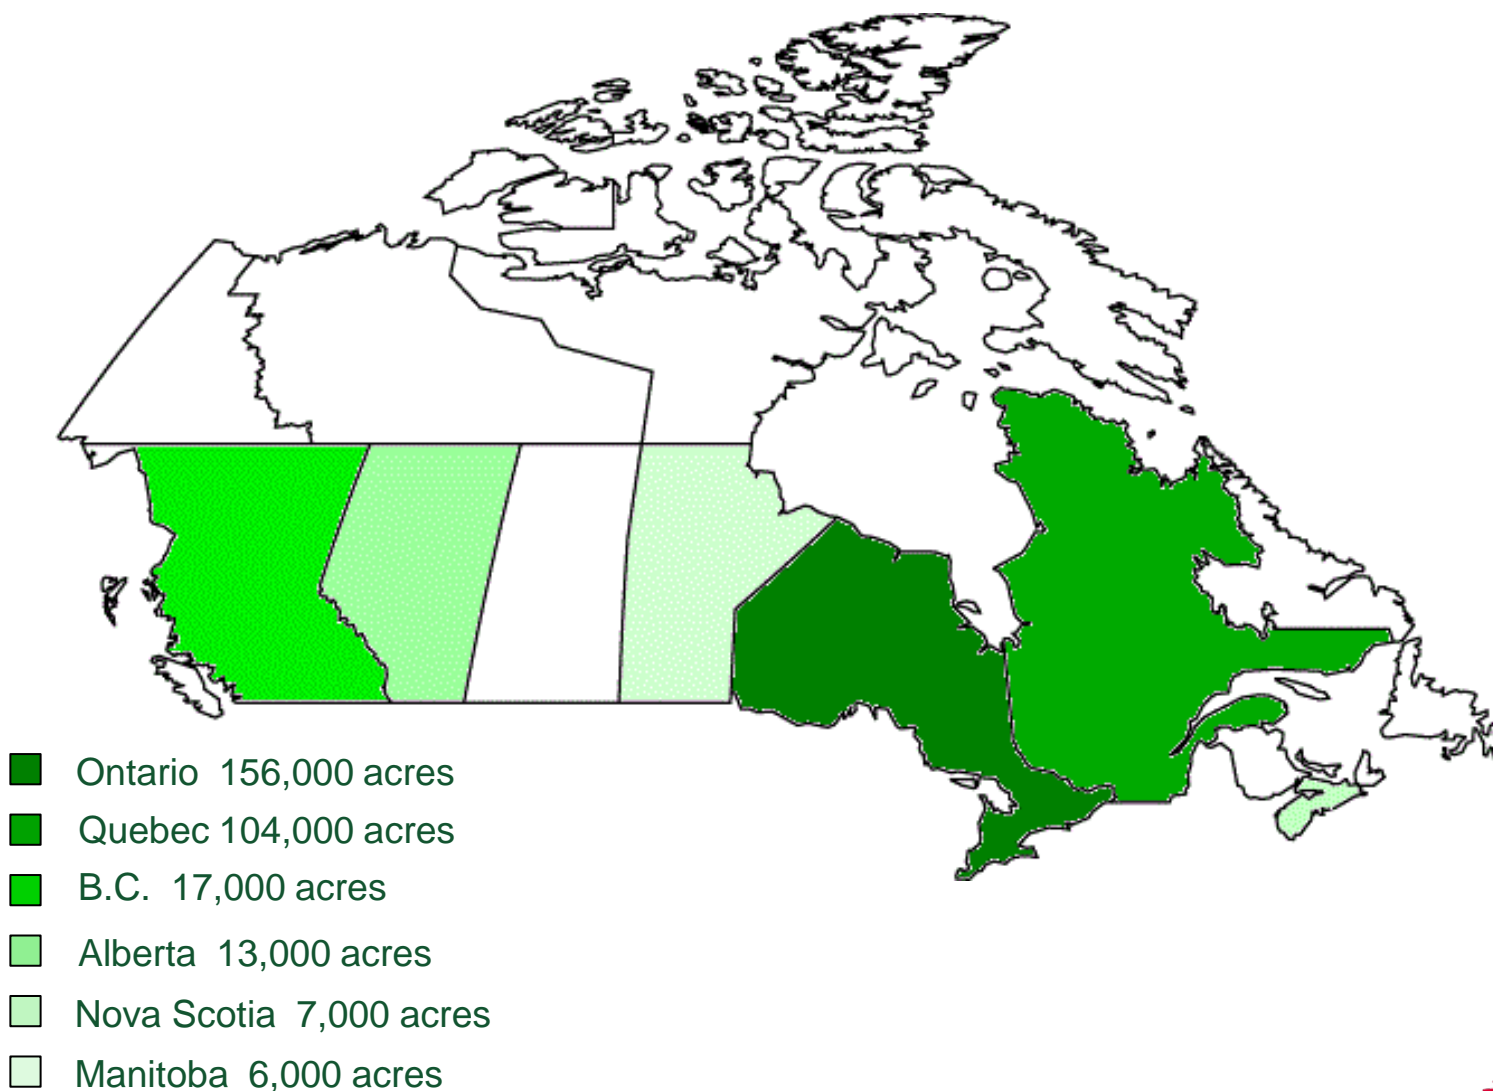 Ontario 156,000 acres
Quebec 104,000 acres
B.C. 17,000 acres
Alberta 13,000 acres
Nova Scotia 7,000 acres
Manitoba 6,000 acres